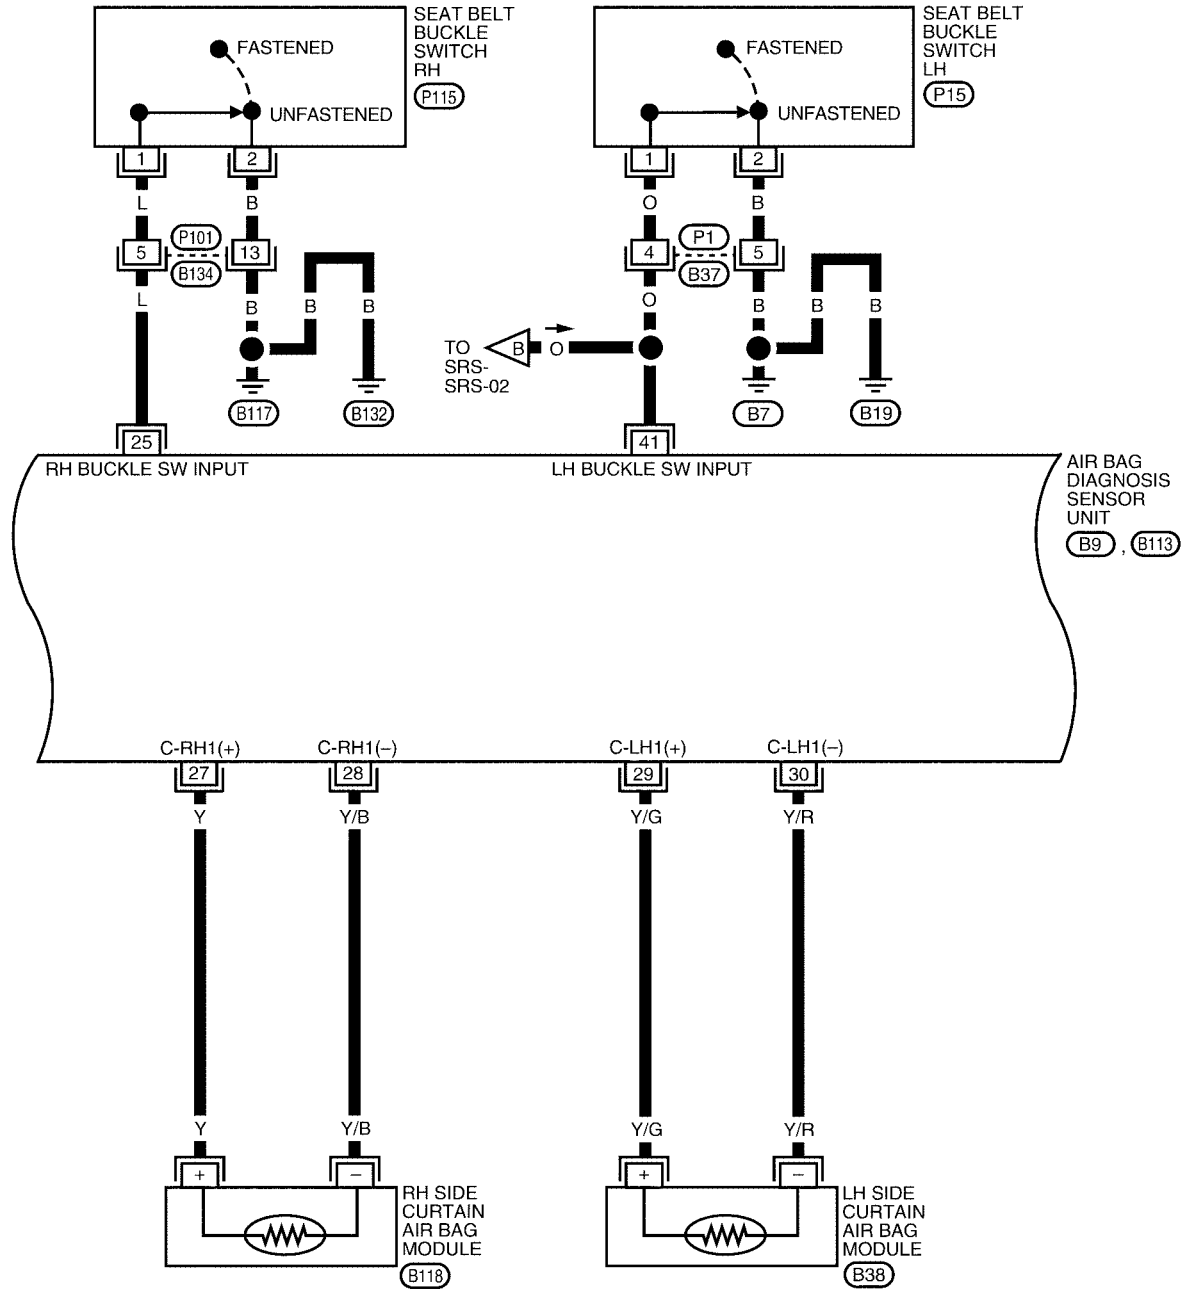 SEAT BELT
BUCKLE
SWITCH
RH
P115
FASTENED
UNFASTENED
SEAT BELT
BUCKLE
SWITCH
LH
P15
FASTENED
UNFASTENED
1
2
1
2
L
B
O
B
5
P101
B134
13
4
P1
B37
5
L
B
B
B
O
B
B
B
TO
SRS-
SRS-02
B
O
B117
B132
B7
B19
25
41
RH BUCKLE SW INPUT
LH BUCKLE SW INPUT
AIR BAG
DIAGNOSIS
SENSOR
UNIT
B9 , B113
C-RH1(+)
C-RH1(–)
C-LH1(+)
C-LH1(–)
27
28
29
30
Y
Y/B
Y/G
Y/R
Y
Y/B
Y/G
Y/R
+
–
+
–
RH SIDE
CURTAIN
AIR BAG
MODULE
B118
LH SIDE
CURTAIN
AIR BAG
MODULE
B38